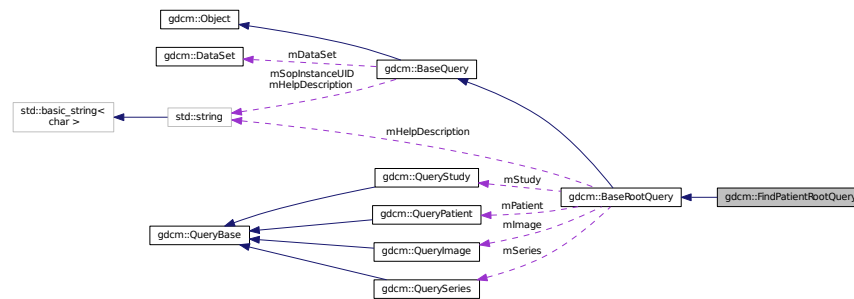 gdcm::Object
gdcm::DataSet
mDataSet
gdcm::BaseQuery
mSopInstanceUID
mHelpDescription
std::basic_string<
char >
std::string
mHelpDescription
gdcm::QueryStudy
mStudy
gdcm::BaseRootQuery
gdcm::FindPatientRootQuery
gdcm::QueryPatient
mPatient
gdcm::QueryBase
mImage
gdcm::QueryImage
mSeries
gdcm::QuerySeries